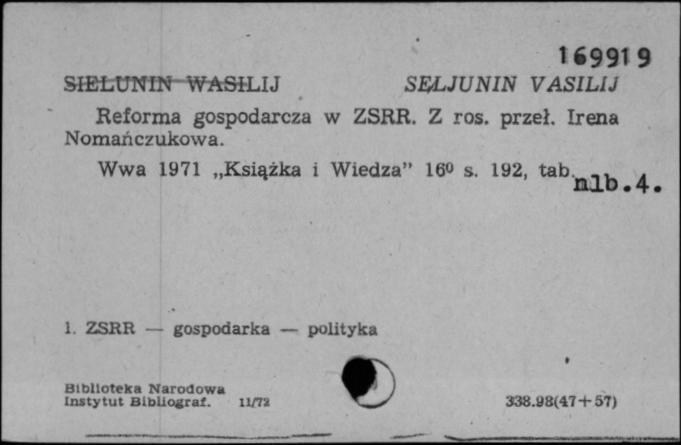 169919
SIELUNIN WASILIJ SELJUNIN VASILIJ
Reforma gospodarcza w ZSRR. Z ros. przeł. Irena
Nomańczukowa.
Wwa 1971 „Książka i Wiedza” 16⁰ s. 192, tab. nlb.4.
1. ZSRR — gospodarka — polityka
Biblioteka Narodowa
Instytut Bibliograf. 11/72
338.98(47+57)